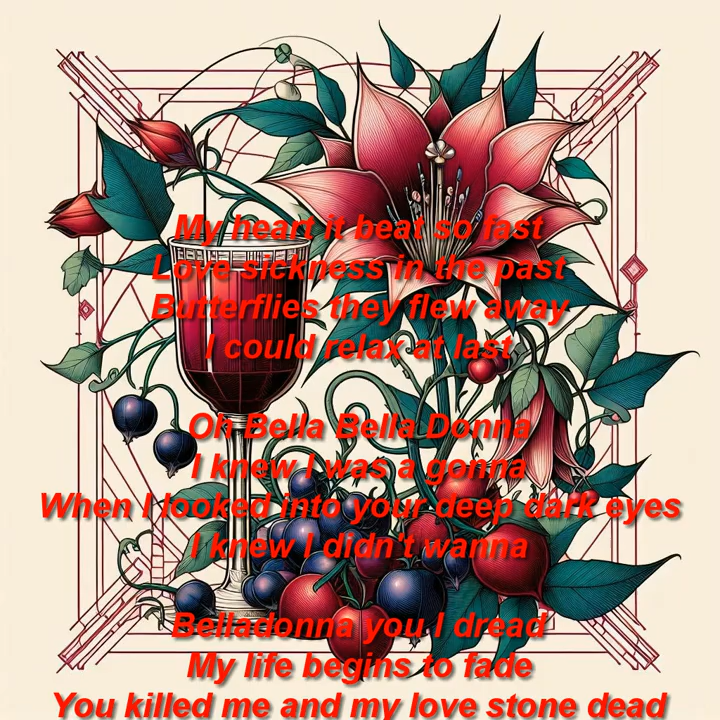 My heart it beat so fast
Love sickness in the past
Butterflies they flew away
I could relax at last
Oh Bella Bella Donna
I knew I was a gonna
When I looked into your deep dark eyes
I knew I didn't wanna
Belladonna you I dread
My life begins to fade
You killed me and my love stone dead